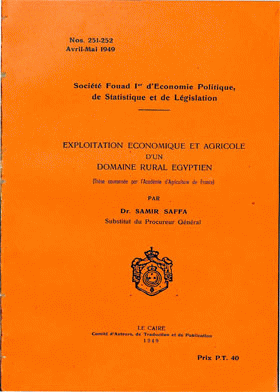 Nos. 251-252
Avril-Mai 1949
Société Fouad Ier d'Economie Politique,
de Statistique et de Législation
EXPLOITATION ECONOMIQUE ET AGRICOLE
D'UN
DOMAINE RURAL EGYPTIEN
(Thèse couronnée par l'Académie d'Agriculture de France)
PAR
Dr. SAMIR SAFFA
Substitut du Procureur Général
LE CAIRE
Comité d'Auteurs, de Traduction et de Publication
1949
Prix P.T. 40